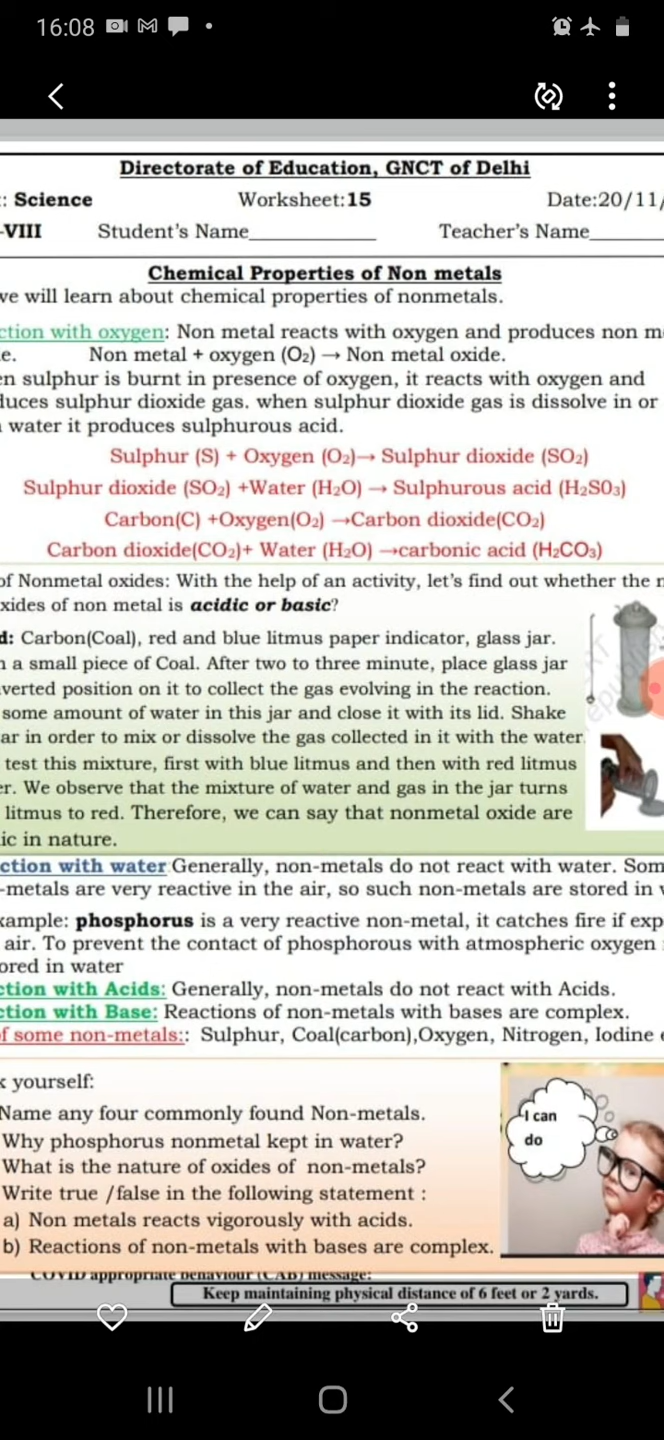 16:08
Directorate of Education, GNCT of Delhi
: Science Worksheet:15 Date:20/11/
-VIII Student's Name____________ Teacher's Name______
Chemical Properties of Non metals
we will learn about chemical properties of nonmetals.
ction with oxygen: Non metal reacts with oxygen and produces non m
e. Non metal + oxygen (O₂) → Non metal oxide.
en sulphur is burnt in presence of oxygen, it reacts with oxygen and
duces sulphur dioxide gas. when sulphur dioxide gas is dissolve in or
water it produces sulphurous acid.
Sulphur (S) + Oxygen (O₂)→ Sulphur dioxide (SO₂)
Sulphur dioxide (SO₂) +Water (H₂O) → Sulphurous acid (H₂S0₃)
Carbon(C) +Oxygen(O₂) →Carbon dioxide(CO₂)
Carbon dioxide(CO₂)+ Water (H₂O) →carbonic acid (H₂CO₃)
of Nonmetal oxides: With the help of an activity, let's find out whether the n
xides of non metal is acidic or basic?
d: Carbon(Coal), red and blue litmus paper indicator, glass jar.
n a small piece of Coal. After two to three minute, place glass jar
verted position on it to collect the gas evolving in the reaction.
some amount of water in this jar and close it with its lid. Shake
ar in order to mix or dissolve the gas collected in it with the water
test this mixture, first with blue litmus and then with red litmus
er. We observe that the mixture of water and gas in the jar turns
litmus to red. Therefore, we can say that nonmetal oxide are
ic in nature.
ction with water Generally, non-metals do not react with water. Som
-metals are very reactive in the air, so such non-metals are stored in w
xample: phosphorus is a very reactive non-metal, it catches fire if exp
air. To prevent the contact of phosphorous with atmospheric oxygen
ored in water
ction with Acids: Generally, non-metals do not react with Acids.
ction with Base: Reactions of non-metals with bases are complex.
of some non-metals:: Sulphur, Coal(carbon),Oxygen, Nitrogen, Iodine e
k yourself:
Name any four commonly found Non-metals.
Why phosphorus nonmetal kept in water?
What is the nature of oxides of non-metals?
Write true /false in the following statement :
a) Non metals reacts vigorously with acids.
b) Reactions of non-metals with bases are complex.
I can
do
COVID appropriate behaviour (CAB) message:
Keep maintaining physical distance of 6 feet or 2 yards.